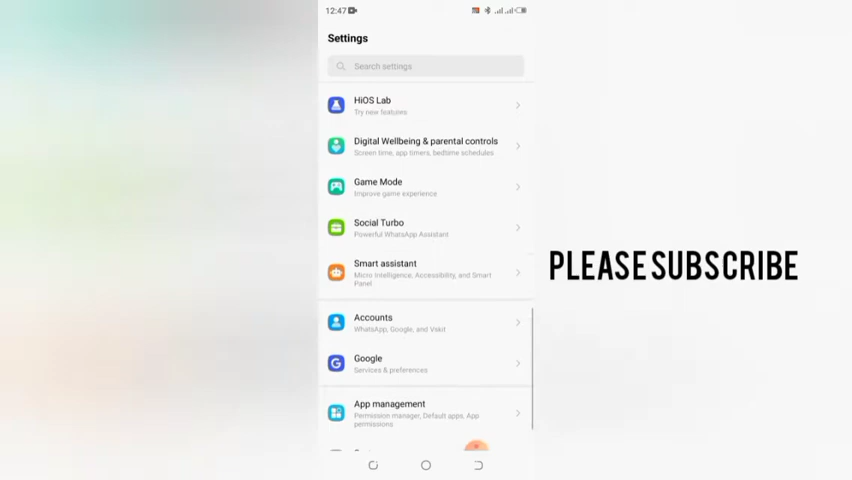 12:47
Settings
Search settings
HiOS Lab
Try new features
Digital Wellbeing & parental controls
Screen time, app timers, bedtime schedules
Game Mode
Improve game experience
Social Turbo
Powerful WhatsApp Assistant
Smart assistant
Micro Intelligence, Accessibility, and Smart
Panel
PLEASE SUBSCRIBE
Accounts
WhatsApp, Google, and Vskit
Google
Services & preferences
App management
Permission manager, Default apps, App
permissions